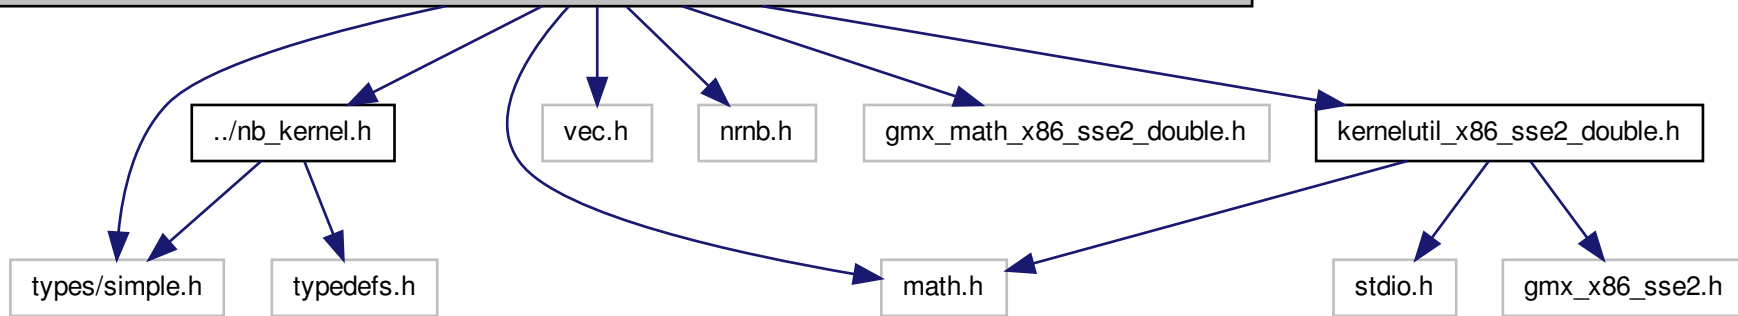 ../nb_kernel.h
vec.h
nrnb.h
gmx_math_x86_sse2_double.h
kernelutil_x86_sse2_double.h
types/simple.h
typedefs.h
math.h
stdio.h
gmx_x86_sse2.h